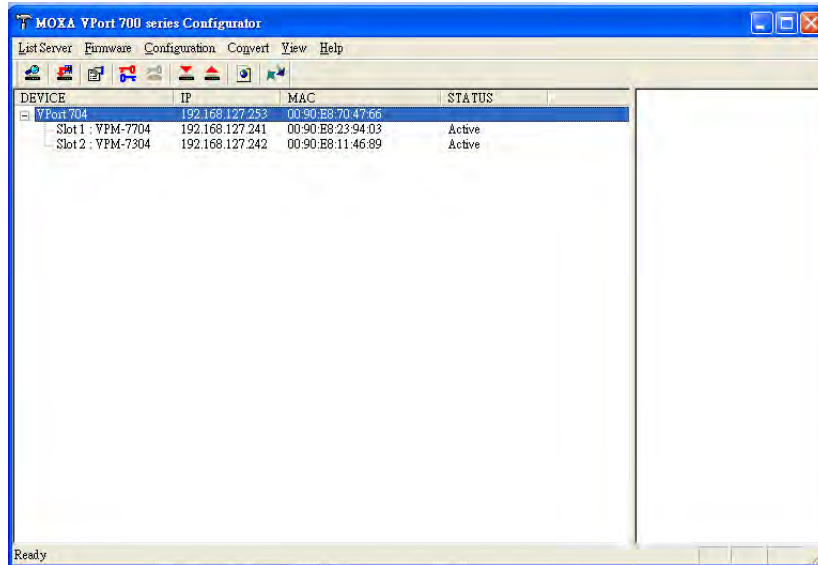 MOXA VPort 700 series Configurator
List Server Firmware Configuration Convert View Help
DEVICE IP MAC STATUS
VPort 704 192.168.127.253 00:90:E8:70:47:66
Slot 1 : VPM-7704 192.168.127.241 00:90:E8:23:94:03 Active
Slot 2 : VPM-7304 192.168.127.242 00:90:E8:11:46:89 Active
Ready